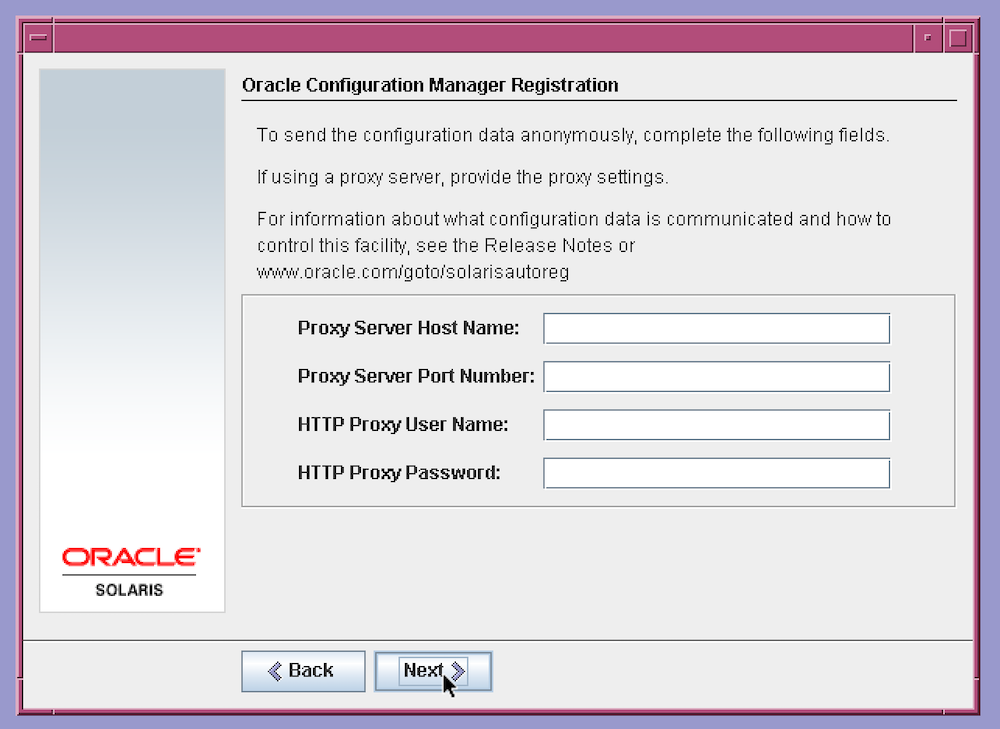 Oracle Configuration Manager Registration
To send the configuration data anonymously, complete the following fields.
If using a proxy server, provide the proxy settings.
For information about what configuration data is communicated and how to
control this facility, see the Release Notes or
www.oracle.com/goto/solarisautoreg
Proxy Server Host Name:
Proxy Server Port Number:
HTTP Proxy User Name:
HTTP Proxy Password:
ORACLE
SOLARIS
Back
Next